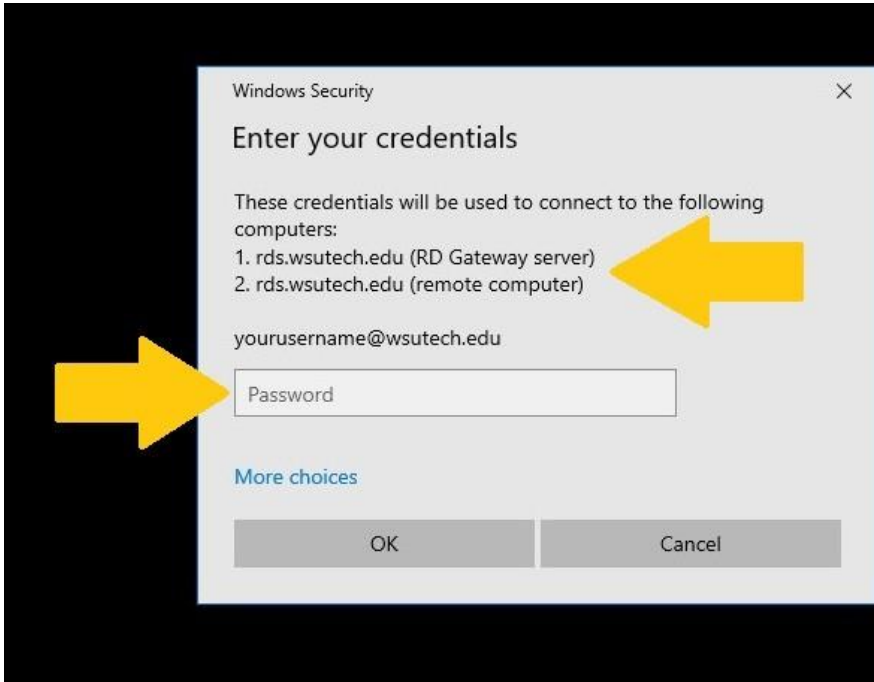 Windows Security
Enter your credentials
These credentials will be used to connect to the following
computers:
1. rds.wsutech.edu (RD Gateway server)
2. rds.wsutech.edu (remote computer)
yourusername@wsutech.edu
Password
More choices
OK Cancel